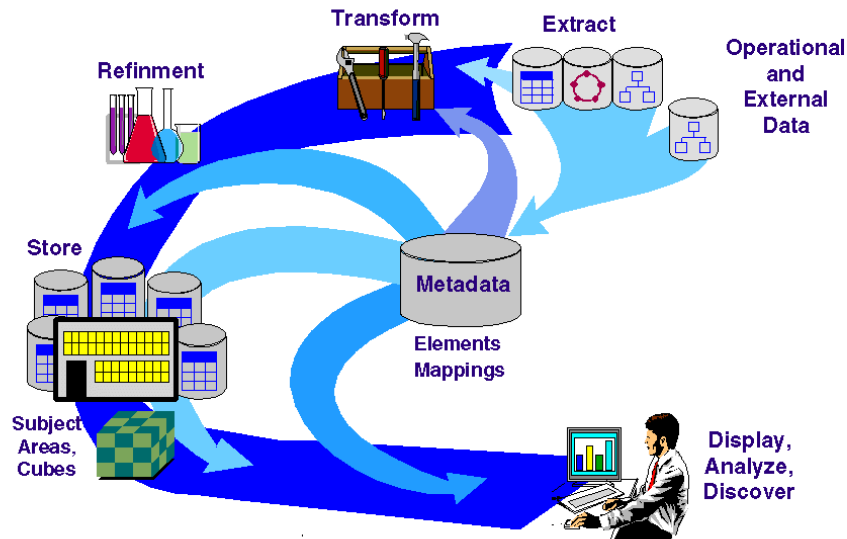 Transform
Extract
Operational
and
External
Data
Refinment
Store
Metadata
Elements
Mappings
Subject
Areas,
Cubes
Display,
Analyze,
Discover